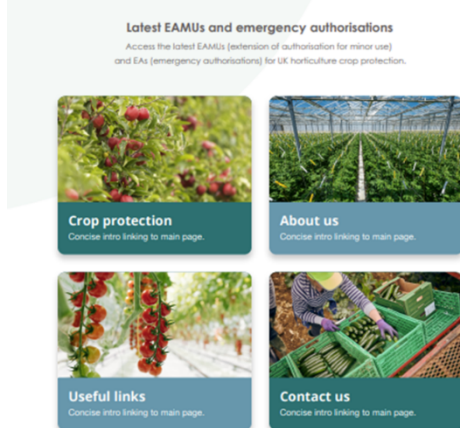 Latest EAMUs and emergency authorisations
Access the latest EAMUs (extension of authorisation for minor use)
and EAs (emergency authorisations) for UK horticulture crop protection.
Crop protection
Concise intro linking to main page.
About us
Concise intro linking to main page.
Useful links
Concise intro linking to main page.
Contact us
Concise intro linking to main page.